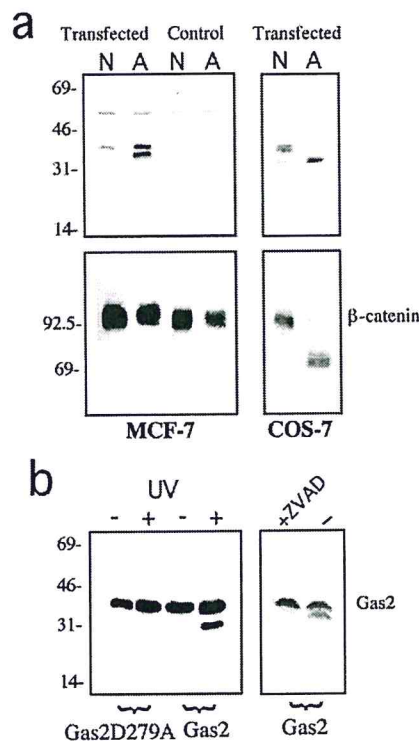 a
Transfected Control Transfected
N A N A N A
69-
46-
31-
14-
92.5-
69-
β-catenin
MCF-7 COS-7
b
UV
- + - +
+ZVAD -
69-
46-
31-
14-
Gas2
Gas2D279A Gas2 Gas2